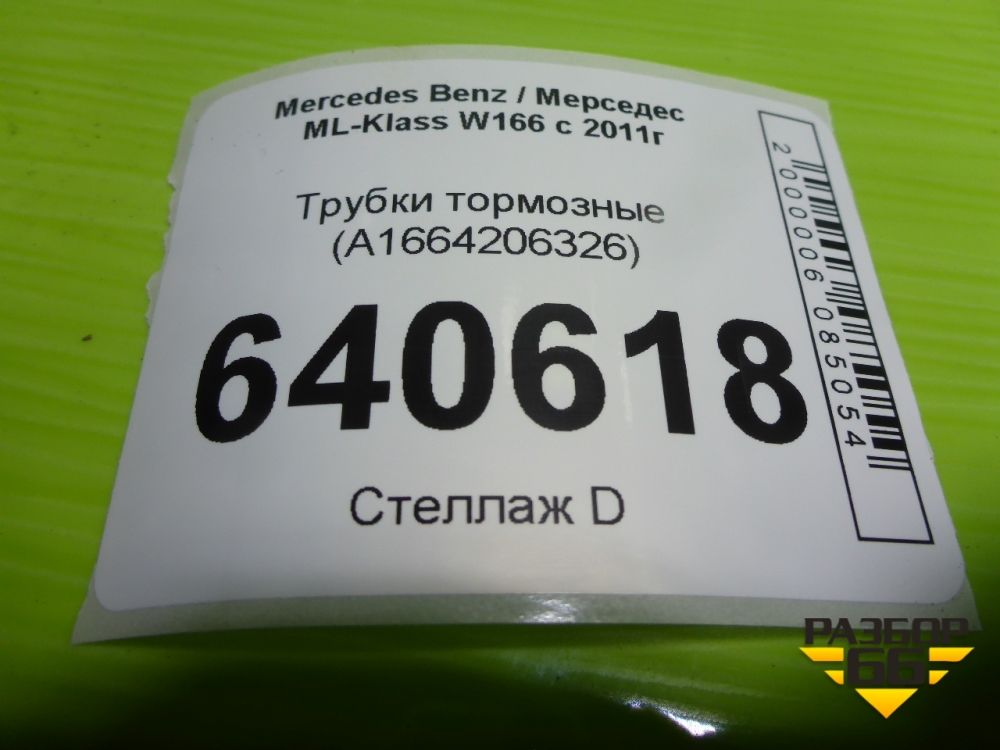 Mercedes Benz / Мерседес
ML-Klass W166 с 2011г
Трубки тормозные
(A1664206326)
640618
Стеллаж D
2000006085054
РАЗБОР
66